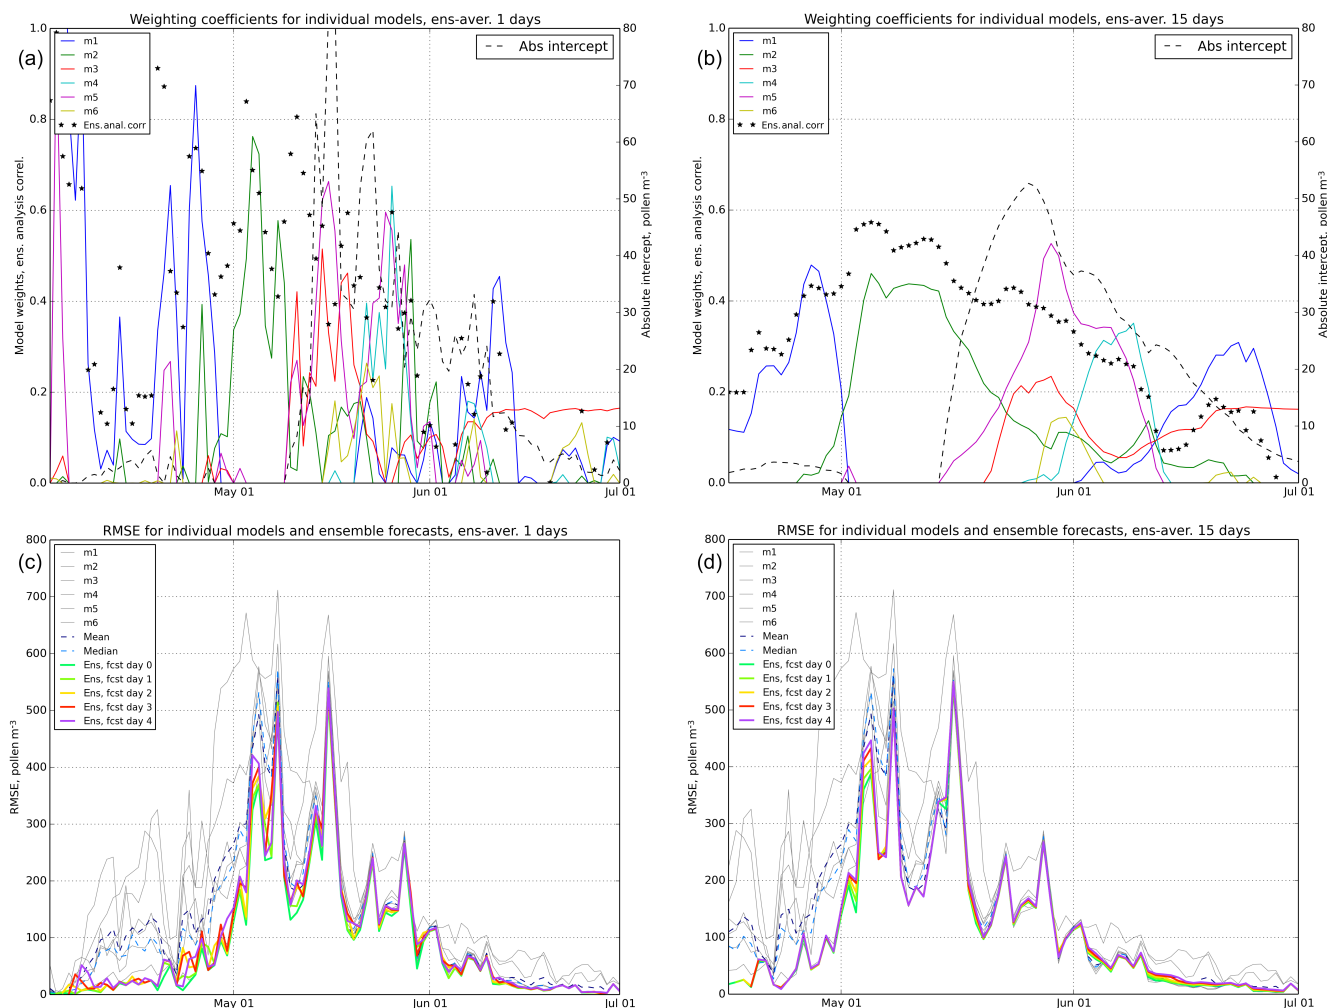 Weighting coefficients for individual models, ens-aver. 1 days
(a)
1.0
0.8
0.6
0.4
0.2
0.0
Model weights, ens. analysis correl.
m1
m2
m3
m4
m5
m6
Ens.anal.corr
Abs intercept
80
70
60
50
40
30
20
10
0
Absolute intercept, pollen m⁻³
May 01
Jun 01
Jul 01
Weighting coefficients for individual models, ens-aver. 15 days
(b)
1.0
0.8
0.6
0.4
0.2
0.0
Model weights, ens. analysis correl.
m1
m2
m3
m4
m5
m6
Ens.anal.corr
Abs intercept
80
70
60
50
40
30
20
10
0
Absolute intercept, pollen m⁻³
May 01
Jun 01
Jul 01
RMSE for individual models and ensemble forecasts, ens-aver. 1 days
(c)
800
700
600
500
400
300
200
100
0
RMSE, pollen m⁻³
m1
m2
m3
m4
m5
m6
Mean
Median
Ens, fcst day 0
Ens, fcst day 1
Ens, fcst day 2
Ens, fcst day 3
Ens, fcst day 4
May 01
Jun 01
Jul 01
RMSE for individual models and ensemble forecasts, ens-aver. 15 days
(d)
800
700
600
500
400
300
200
100
0
RMSE, pollen m⁻³
m1
m2
m3
m4
m5
m6
Mean
Median
Ens, fcst day 0
Ens, fcst day 1
Ens, fcst day 2
Ens, fcst day 3
Ens, fcst day 4
May 01
Jun 01
Jul 01